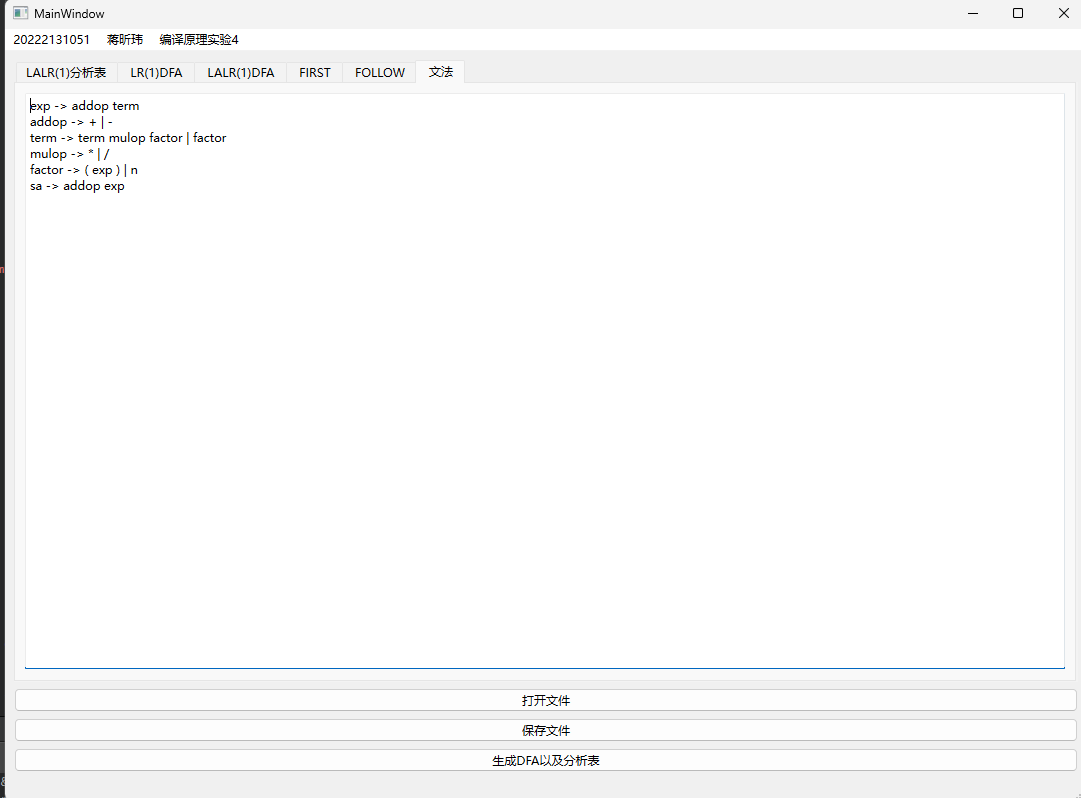 MainWindow
20222131051 蒋昕玮 编译原理实验4
LALR(1)分析表 LR(1)DFA LALR(1)DFA FIRST FOLLOW 文法
exp -> addop term
addop -> + | -
term -> term mulop factor | factor
mulop -> * | /
factor -> ( exp ) | n
sa -> addop exp
打开文件
保存文件
生成DFA以及分析表